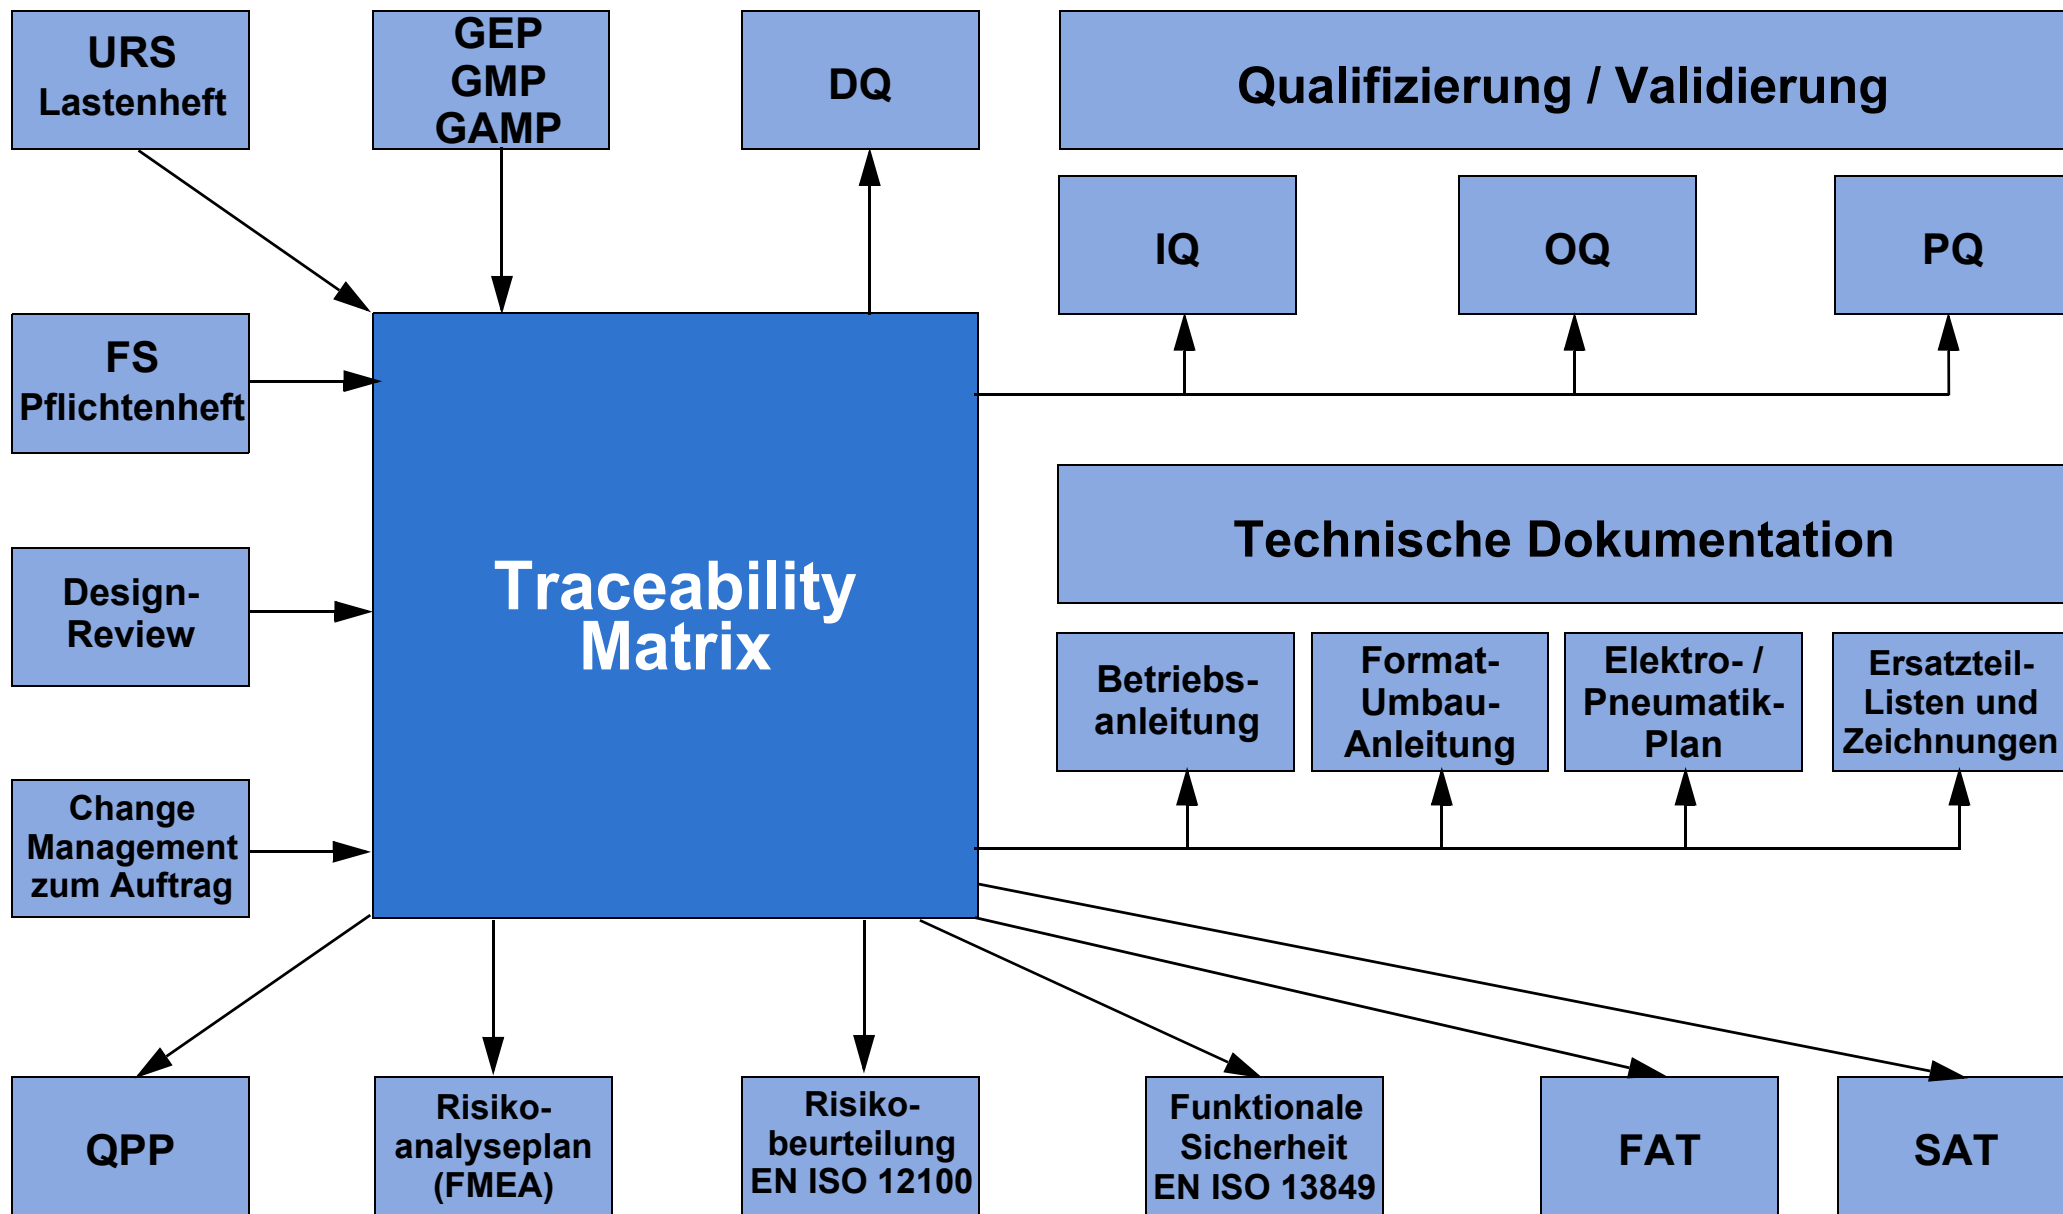 URS
Lastenheft
GEP
GMP
GAMP
DQ
Qualifizierung / Validierung
IQ
OQ
PQ
FS
Pflichtenheft
Traceability
Matrix
Technische Dokumentation
Design-
Review
Betriebs-
anleitung
Format-
Umbau-
Anleitung
Elektro- /
Pneumatik-
Plan
Ersatzteil-
Listen und
Zeichnungen
Change
Management
zum Auftrag
QPP
Risiko-
analyseplan
(FMEA)
Risiko-
beurteilung
EN ISO 12100
Funktionale
Sicherheit
EN ISO 13849
FAT
SAT